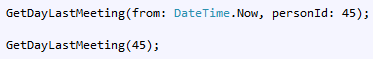 GetDayLastMeeting(from: DateTime.Now, personId: 45);
GetDayLastMeeting(45);